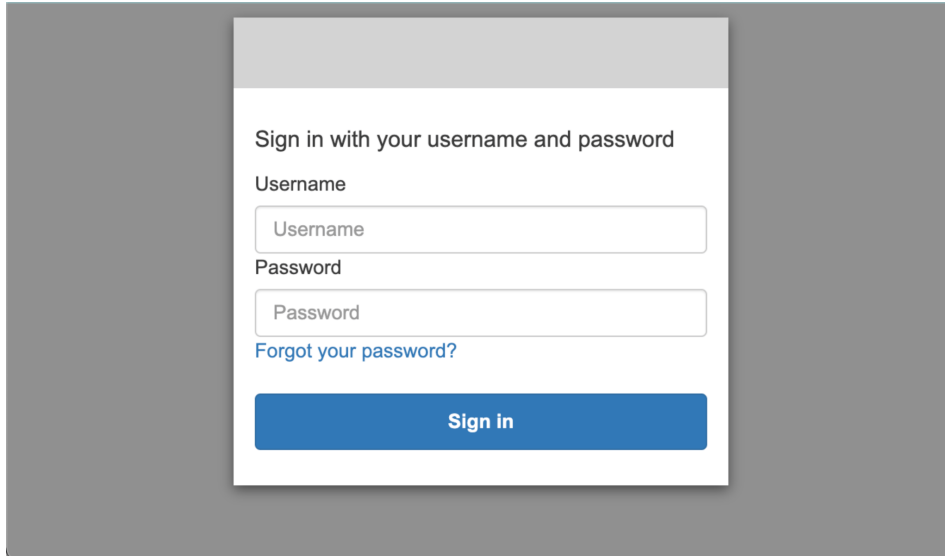 Sign in with your username and password
Username
Username
Password
Password
Forgot your password?
Sign in